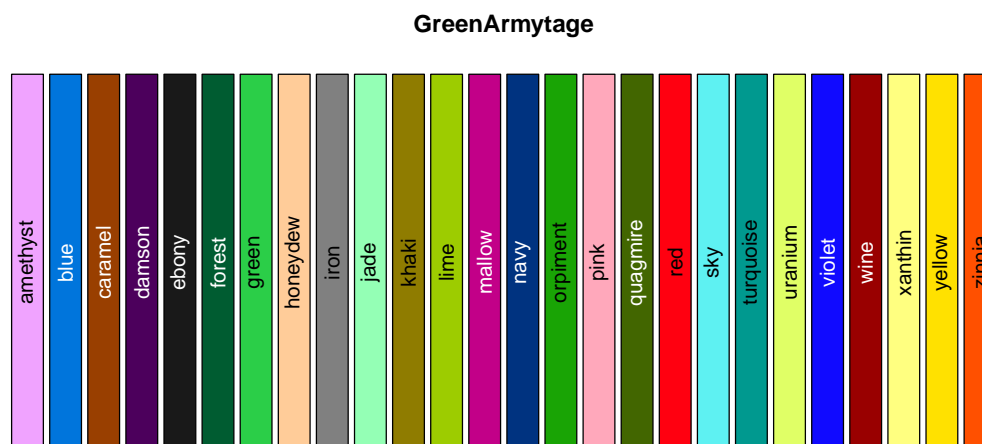 GreenArmytage
amethyst
blue
caramel
damson
ebony
forest
green
honeydew
iron
jade
khaki
lime
mallow
navy
orpiment
pink
quagmire
red
sky
turquoise
uranium
violet
wine
xanthin
yellow
zinnia